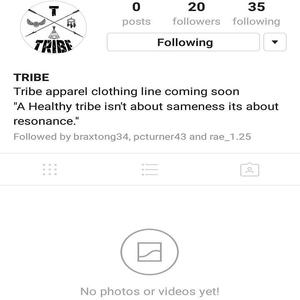 T
TRIBE
0 20 35
posts followers following
Following
TRIBE
Tribe apparel clothing line coming soon
"A Healthy tribe isn't about sameness its about
resonance."
Followed by braxtong34, pcturner43 and rae_1.25
No photos or videos yet!